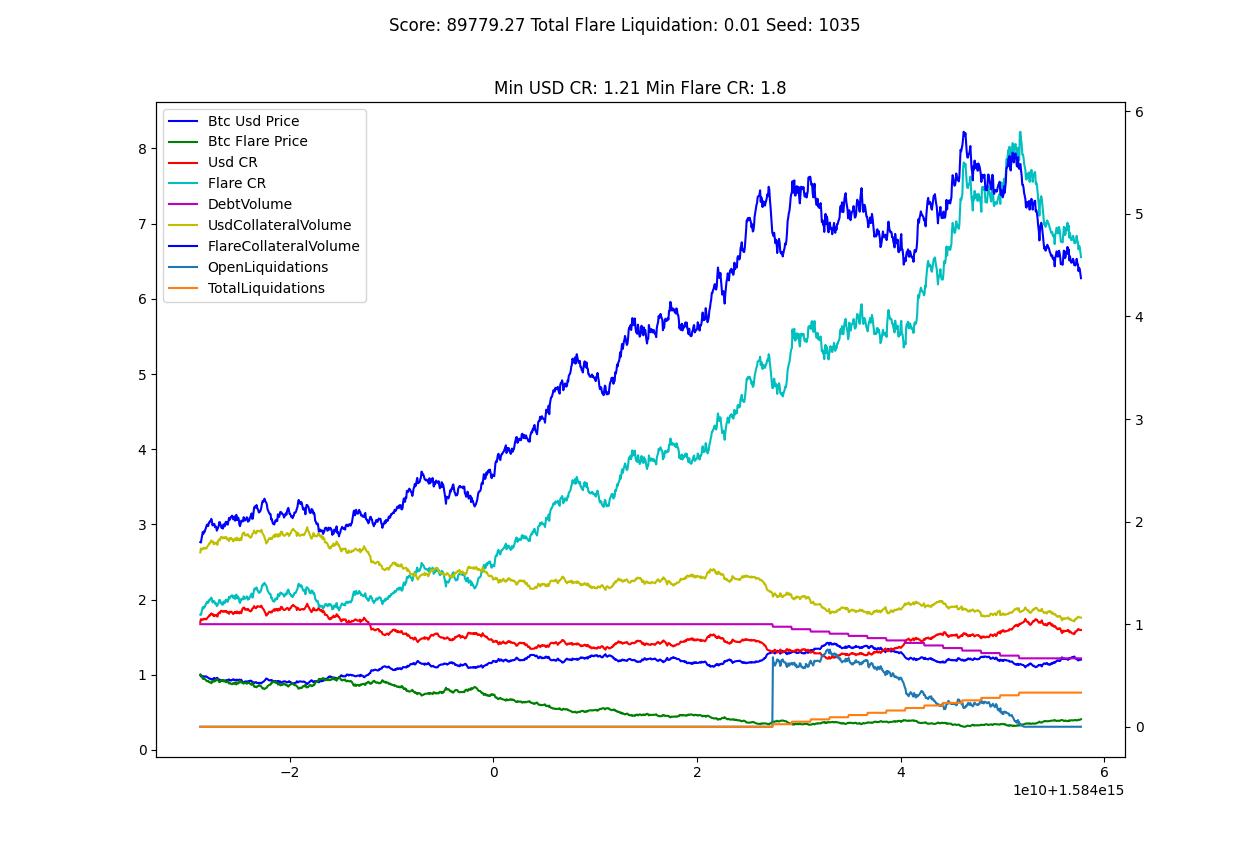 Score: 89779.27 Total Flare Liquidation: 0.01 Seed: 1035
Min USD CR: 1.21 Min Flare CR: 1.8
Btc Usd Price
Btc Flare Price
Usd CR
Flare CR
DebtVolume
UsdCollateralVolume
FlareCollateralVolume
OpenLiquidations
TotalLiquidations
8
7
6
5
4
3
2
1
0
6
5
4
3
2
1
0
−2
0
2
4
6
1e10+1.584e15